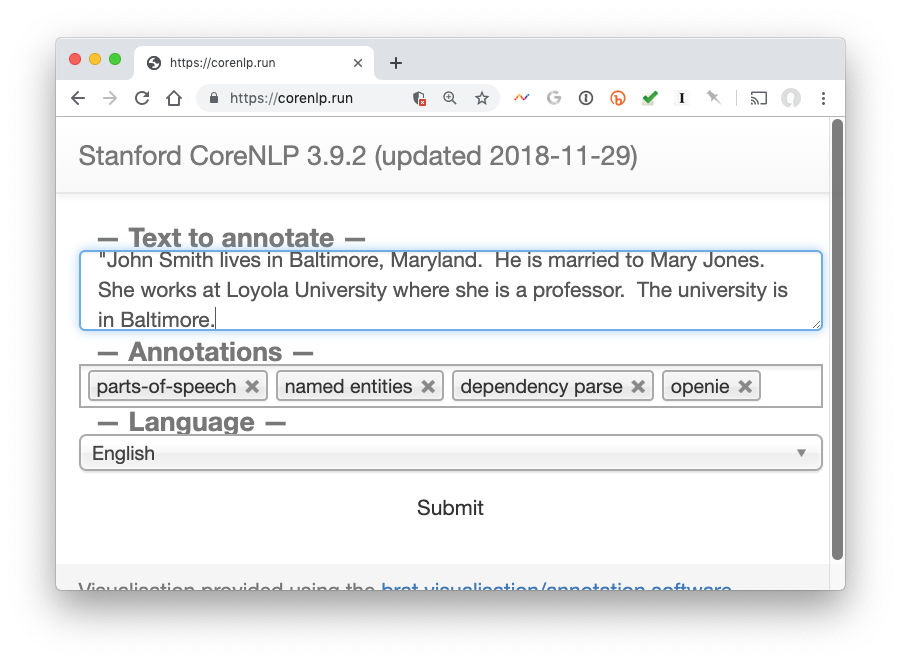 https://corenlp.run
https://corenlp.run
Stanford CoreNLP 3.9.2 (updated 2018-11-29)
— Text to annotate —
"John Smith lives in Baltimore, Maryland.  He is married to Mary Jones.
She works at Loyola University where she is a professor.  The university is
in Baltimore.
— Annotations —
parts-of-speech × named entities × dependency parse × openie ×
— Language —
English
Submit
Visualisation provided using the brat visualisation/annotation software